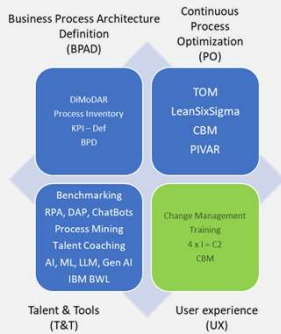 Business Process Architecture
Definition
(BPAD)
Continuous
Process
Optimization (PO)
DiMoDAR
Process Inventory
KPI – Def
BPD
TOM
LeanSixSigma
CBM
PIVAR
Benchmarking
RPA, DAP, ChatBots
Process Mining
Talent Coaching
AI, ML, LLM, Gen AI
IBM BWL
Change Management
Training
4 x I = C2
CBM
Talent & Tools
(T&T)
User experience
(UX)